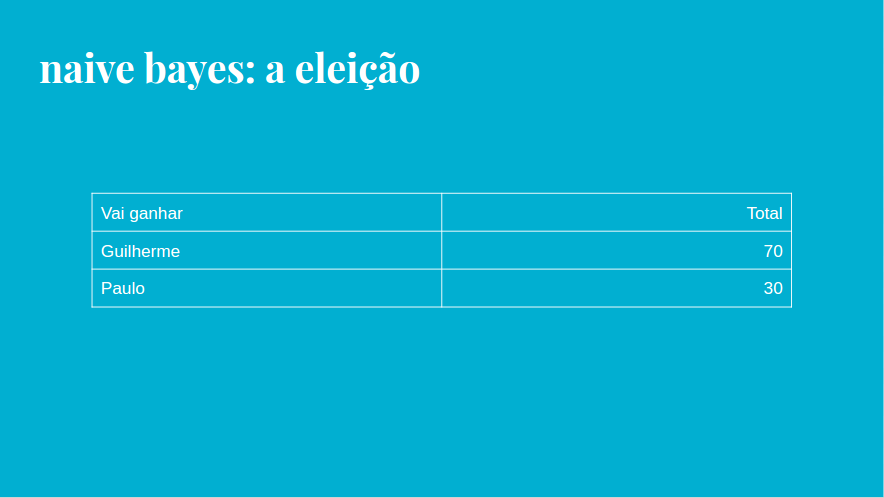 naive bayes: a eleição
Vai ganhar Total
Guilherme 70
Paulo 30